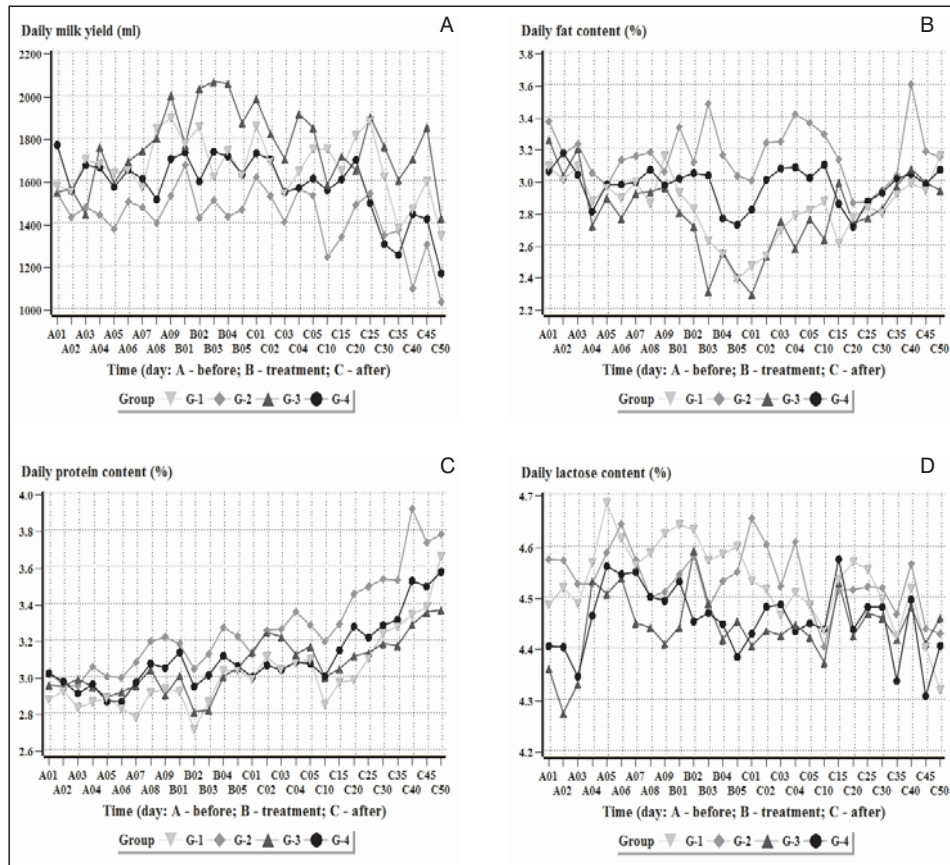 A
Daily milk yield (ml)
2200
2000
1800
1600
1400
1200
1000
A01 A03 A05 A07 A09 B02 B04 C01 C03 C05 C15 C25 C35 C45
A02 A04 A06 A08 B01 B03 B05 C02 C04 C10 C20 C30 C40 C50
Time (day: A - before; B - treatment; C - after)
Group G-1 G-2 G-3 G-4
B
Daily fat content (%)
3.8
3.6
3.4
3.2
3.0
2.8
2.6
2.4
2.2
A01 A03 A05 A07 A09 B02 B04 C01 C03 C05 C15 C25 C35 C45
A02 A04 A06 A08 B01 B03 B05 C02 C04 C10 C20 C30 C40 C50
Time (day: A - before; B - treatment; C - after)
Group G-1 G-2 G-3 G-4
C
Daily protein content (%)
4.0
3.8
3.6
3.4
3.2
3.0
2.8
2.6
A01 A03 A05 A07 A09 B02 B04 C01 C03 C05 C15 C25 C35 C45
A02 A04 A06 A08 B01 B03 B05 C02 C04 C10 C20 C30 C40 C50
Time (day: A - before; B - treatment; C - after)
Group G-1 G-2 G-3 G-4
D
Daily lactose content (%)
4.7
4.6
4.5
4.4
4.3
4.2
A01 A03 A05 A07 A09 B02 B04 C01 C03 C05 C15 C25 C35 C45
A02 A04 A06 A08 B01 B03 B05 C02 C04 C10 C20 C30 C40 C50
Time (day: A - before; B - treatment; C - after)
Group G-1 G-2 G-3 G-4